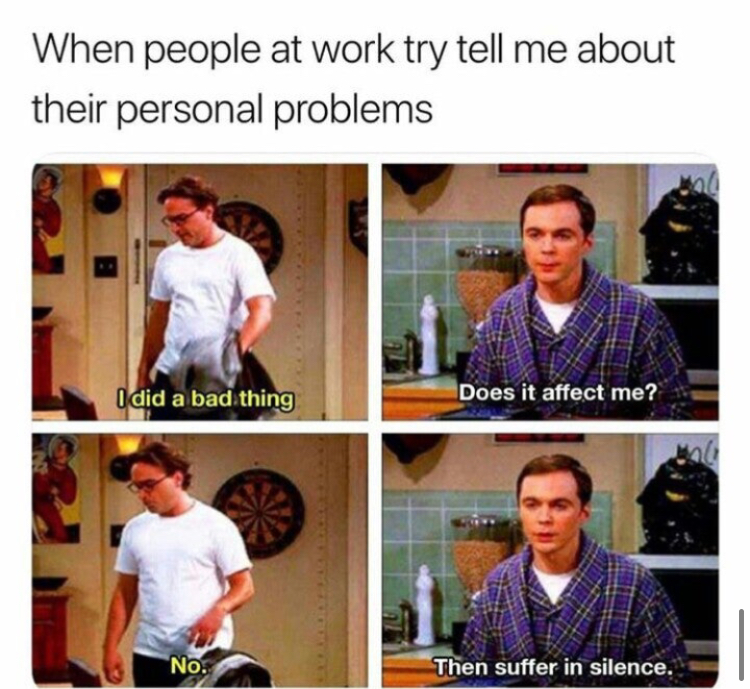 When people at work try tell me about
their personal problems
I did a bad thing
Does it affect me?
No.
Then suffer in silence.